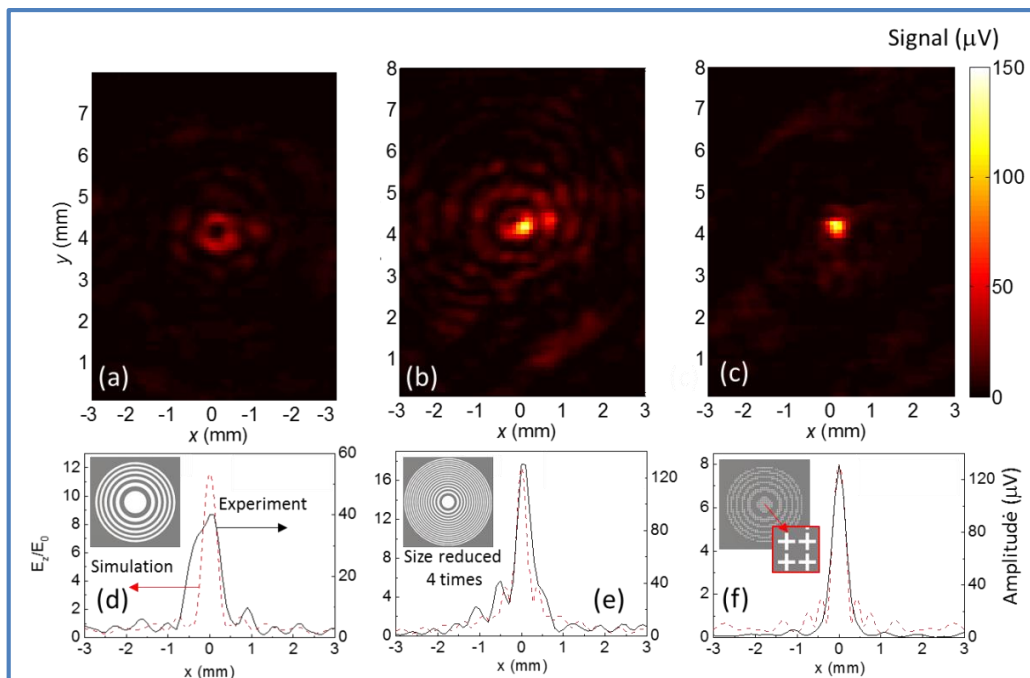 Signal (µV)
150
100
50
0
7
6
5
4
3
2
1
y (mm)
(a)
-3 -2 -1 0 -1 -2 -3
x (mm)
8
7
6
5
4
3
2
1
(b)
-3 -2 -1 0 1 2 3
x (mm)
8
7
6
5
4
3
2
1
(c)
-3 -2 -1 0 1 2 3
x (mm)
12
10
8
6
4
2
0
Ez/E0
60
40
20
0
Experiment
Simulation
(d)
-3 -2 -1 0 1 2 3
x (mm)
16
12
8
4
0
120
80
40
0
Size reduced
4 times
(e)
-3 -2 -1 0 1 2 3
x (mm)
8
6
4
2
0
120
80
40
0
Amplitude (µV)
(f)
-3 -2 -1 0 1 2 3
x (mm)